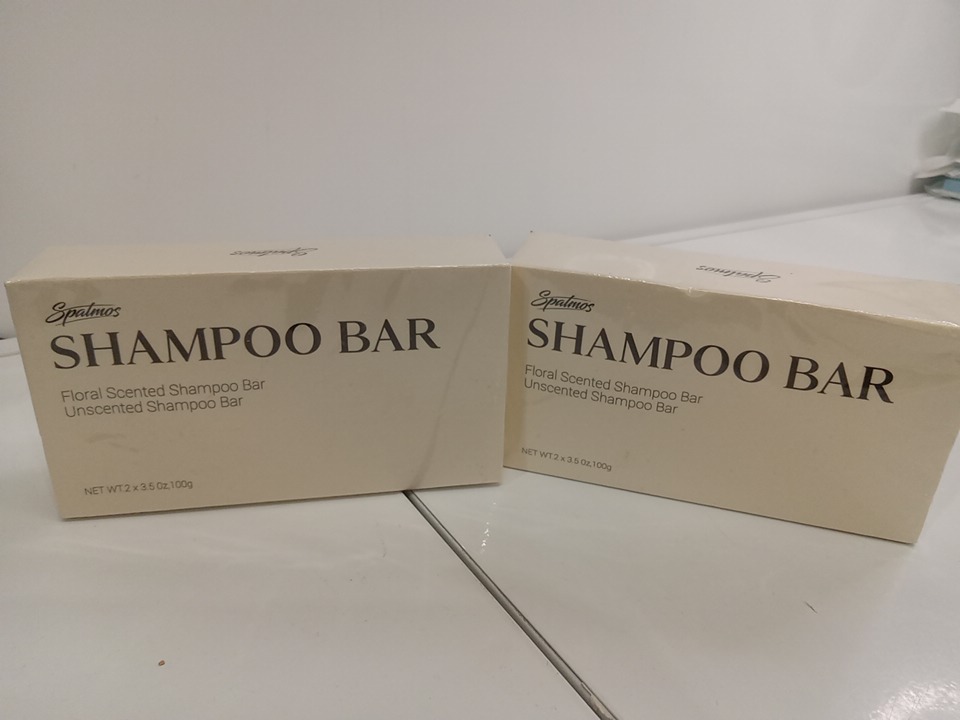 Spatmos
Spatmos
SHAMPOO BAR
Floral Scented Shampoo Bar
Unscented Shampoo Bar
NET WT.2 x 3.5 Oz,100g
Spatmos
Spatmos
SHAMPOO BAR
Floral Scented Shampoo Bar
Unscented Shampoo Bar
NET WT.2 x 3.5 Oz,100g